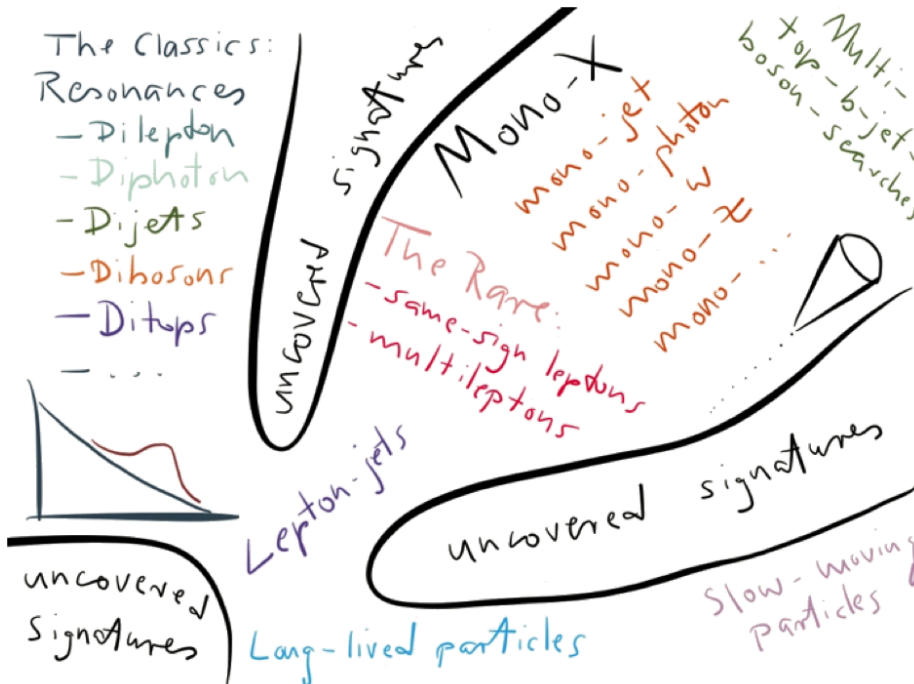 The Classics:
Resonances
- Dilepton
- Diphoton
- Dijets
- Dibosons
- Ditops
- ....
uncovered
signatures
Mono-X
mono-jet
mono-photon
mono-W
mono-Z
mono-...
Multi-
top-b-jet-
boson-searches
The Rare:
- same-sign leptons
- multileptons
Lepton-jets
uncovered signatures
uncovered
signatures
Long-lived particles
Slow-moving
particles